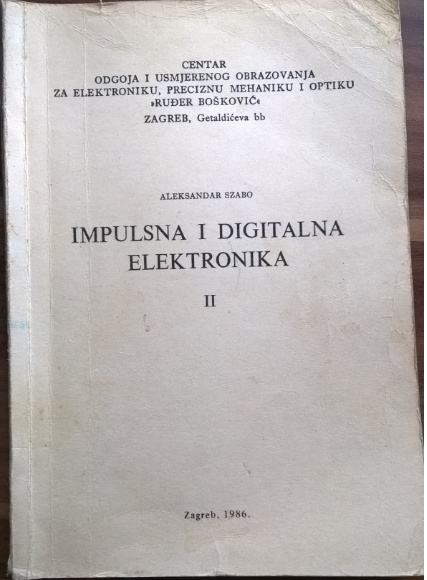 CENTAR
ODGOJA I USMJERENOG OBRAZOVANJA
ZA ELEKTRONIKU, PRECIZNU MEHANIKU I OPTIKU
»RUĐER BOŠKOVIĆ«
ZAGREB, Getaldićeva bb
ALEKSANDAR SZABO
IMPULSNA I DIGITALNA
ELEKTRONIKA
II
Zagreb, 1986.